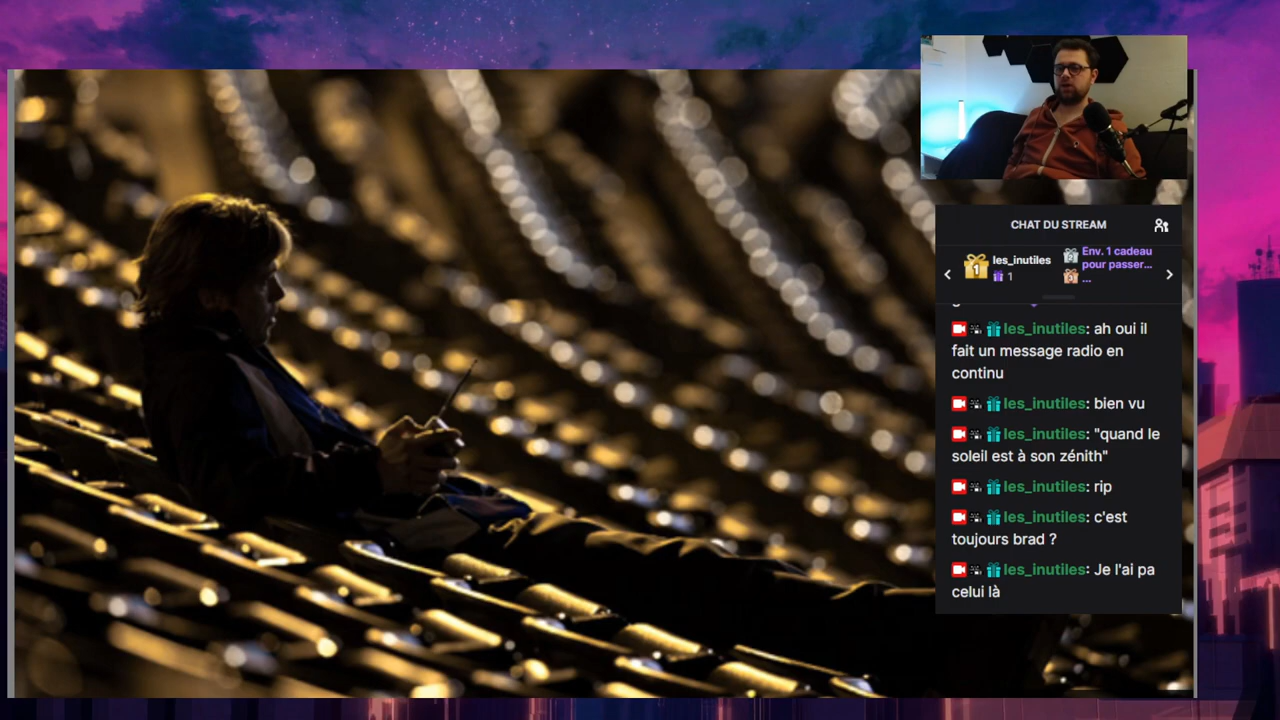 CHAT DU STREAM
les_inutiles
1
1
Env. 1 cadeau
pour passer...
...
les_inutiles: ah oui il
fait un message radio en
continu
les_inutiles: bien vu
les_inutiles: "quand le
soleil est à son zénith"
les_inutiles: rip
les_inutiles: c'est
toujours brad ?
les_inutiles: Je l'ai pa
celui là